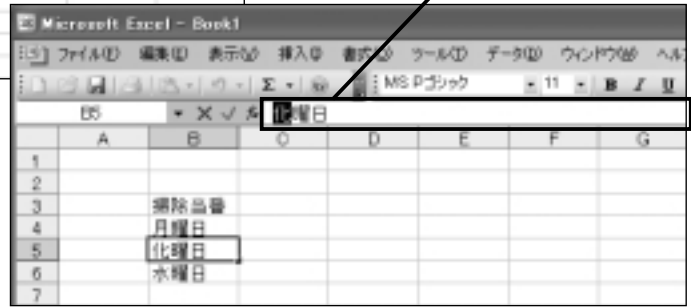 Microsoft Excel - Book1
ファイル(F) 編集(E) 表示(V) 挿入(I) 書式(O) ツール(T) データ(D) ウィンドウ(W) ヘル
Σ MS Pゴシック 11 B I U
B5 fx 化曜日
A B C D E F G
1
2
3 掃除当番
4 月曜日
5 化曜日
6 水曜日
7